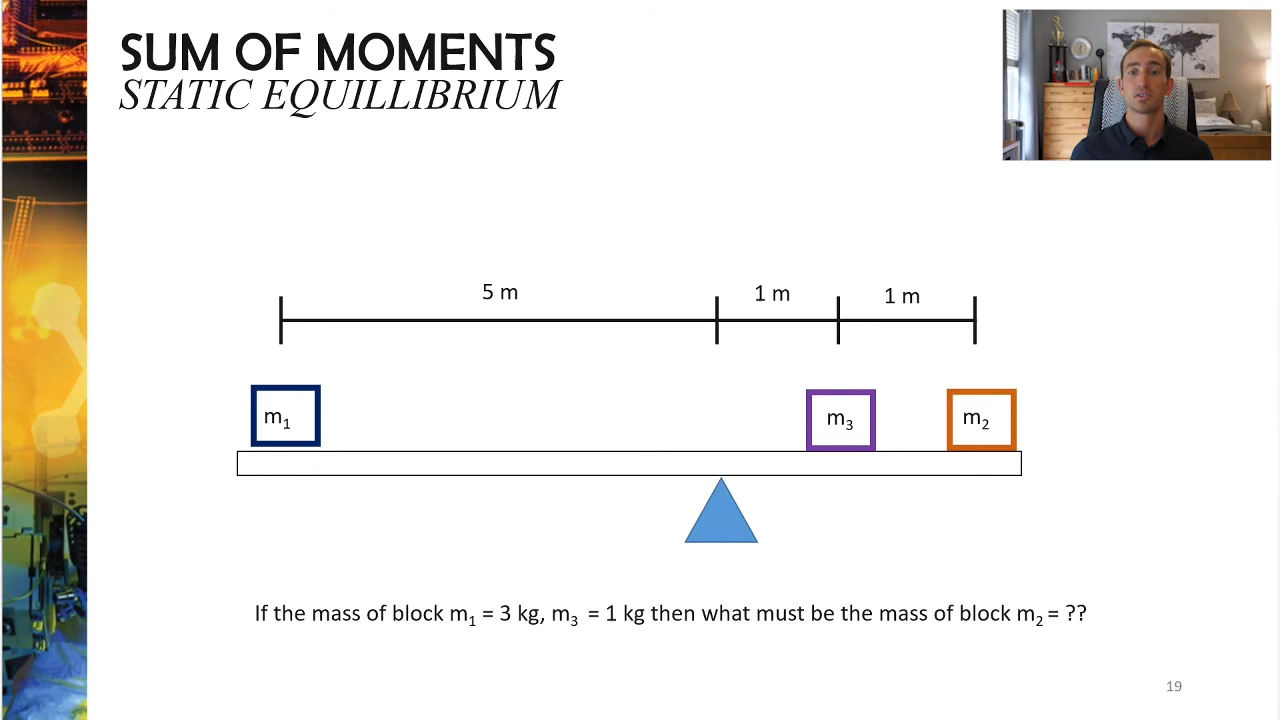 SUM OF MOMENTS
STATIC EQUILLIBRIUM
5 m
1 m
1 m
m1
m3
m2
If the mass of block m1 = 3 kg, m3 = 1 kg then what must be the mass of block m2 = ??
19